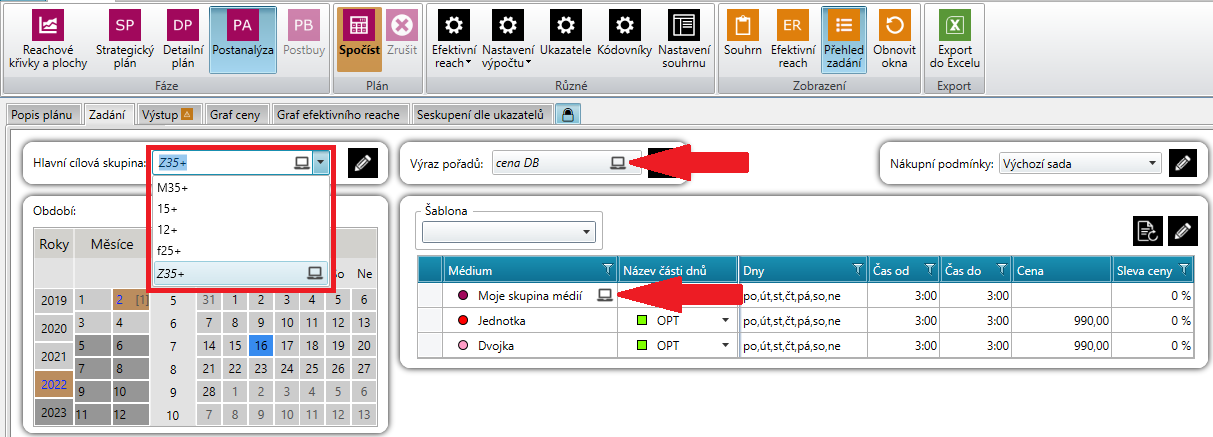 SP DP PA PB ER
Reachové křivky a plochy
Strategický plán
Detailní plán
Postanalýza
Postbuy
Spočíst
Zrušit
Efektivní reach
Nastavení výpočtu
Ukazatele
Kódovníky
Nastavení souhrnu
Souhrn
Efektivní reach
Přehled zadání
Obnovit okna
Export do Excelu
Fáze Plán Různé Zobrazení Export
Popis plánu Zadání Výstup Graf ceny Graf efektivního reache Seskupení dle ukazatelů
Hlavní cílová skupina: Z35+
Výraz pořadů: cena DB
Nákupní podmínky: Výchozí sada
M35+
15+
12+
f25+
Z35+
Období:
Roky Měsíce So Ne
2019 1 2 [1] 5 31 1 2 3 4 5 6
2020 3 4 6 7 8 9 10 11 12 13
2021 5 6 7 14 15 16 17 18 19 20
7 8 8 21 22 23 24 25 26 27
2022 9 10 9 28 1 2 3 4 5 6
2023 11 12 10 7 8 9 10 11 12 13
Šablona
Médium Název části dnů Dny Čas od Čas do Cena Sleva ceny
Moje skupina médií po,út,st,čt,pá,so,ne 3:00 3:00 0 %
Jednotka OPT po,út,st,čt,pá,so,ne 3:00 3:00 990,00 0 %
Dvojka OPT po,út,st,čt,pá,so,ne 3:00 3:00 990,00 0 %